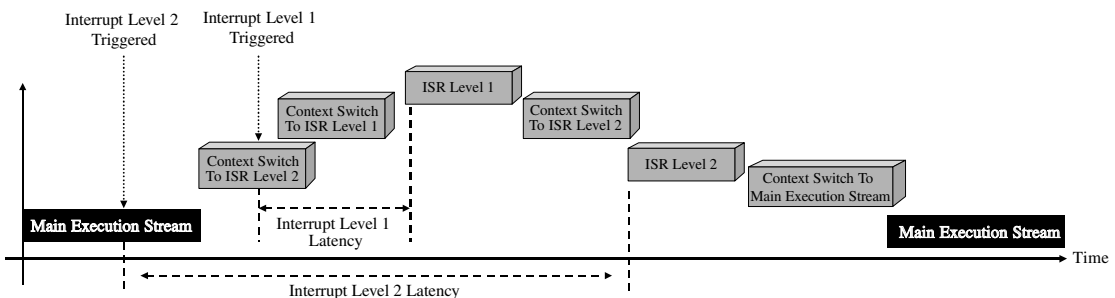 Interrupt Level 2
Triggered
Interrupt Level 1
Triggered
ISR Level 1
Context Switch
To ISR Level 1
Context Switch
To ISR Level 2
Context Switch
To ISR Level 2
ISR Level 2
Context Switch To
Main Execution Stream
Main Execution Stream
Interrupt Level 1
Latency
Main Execution Stream
Time
Interrupt Level 2 Latency